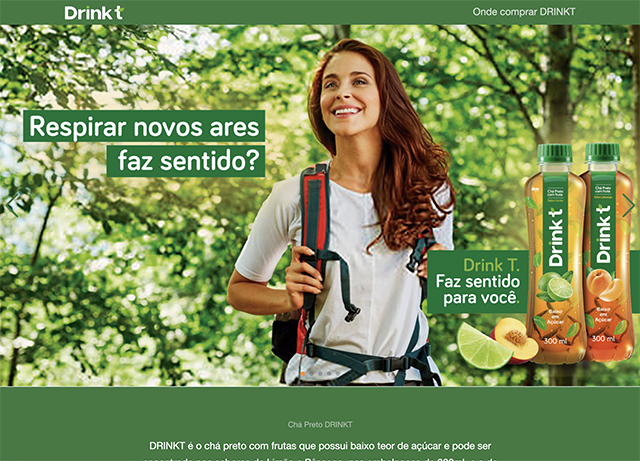 Drink t
Onde comprar DRINKT
Respirar novos ares
faz sentido?
Drink T.
Faz sentido
para você.
Chá Preto
com frutas
Drink t
Baixo
em
Açúcar
300 ml
Chá Preto
com frutas
Drink t
Baixo
em
Açúcar
300 ml
Chá Preto DRINKT
DRINKT é o chá preto com frutas que possui baixo teor de açúcar e pode ser